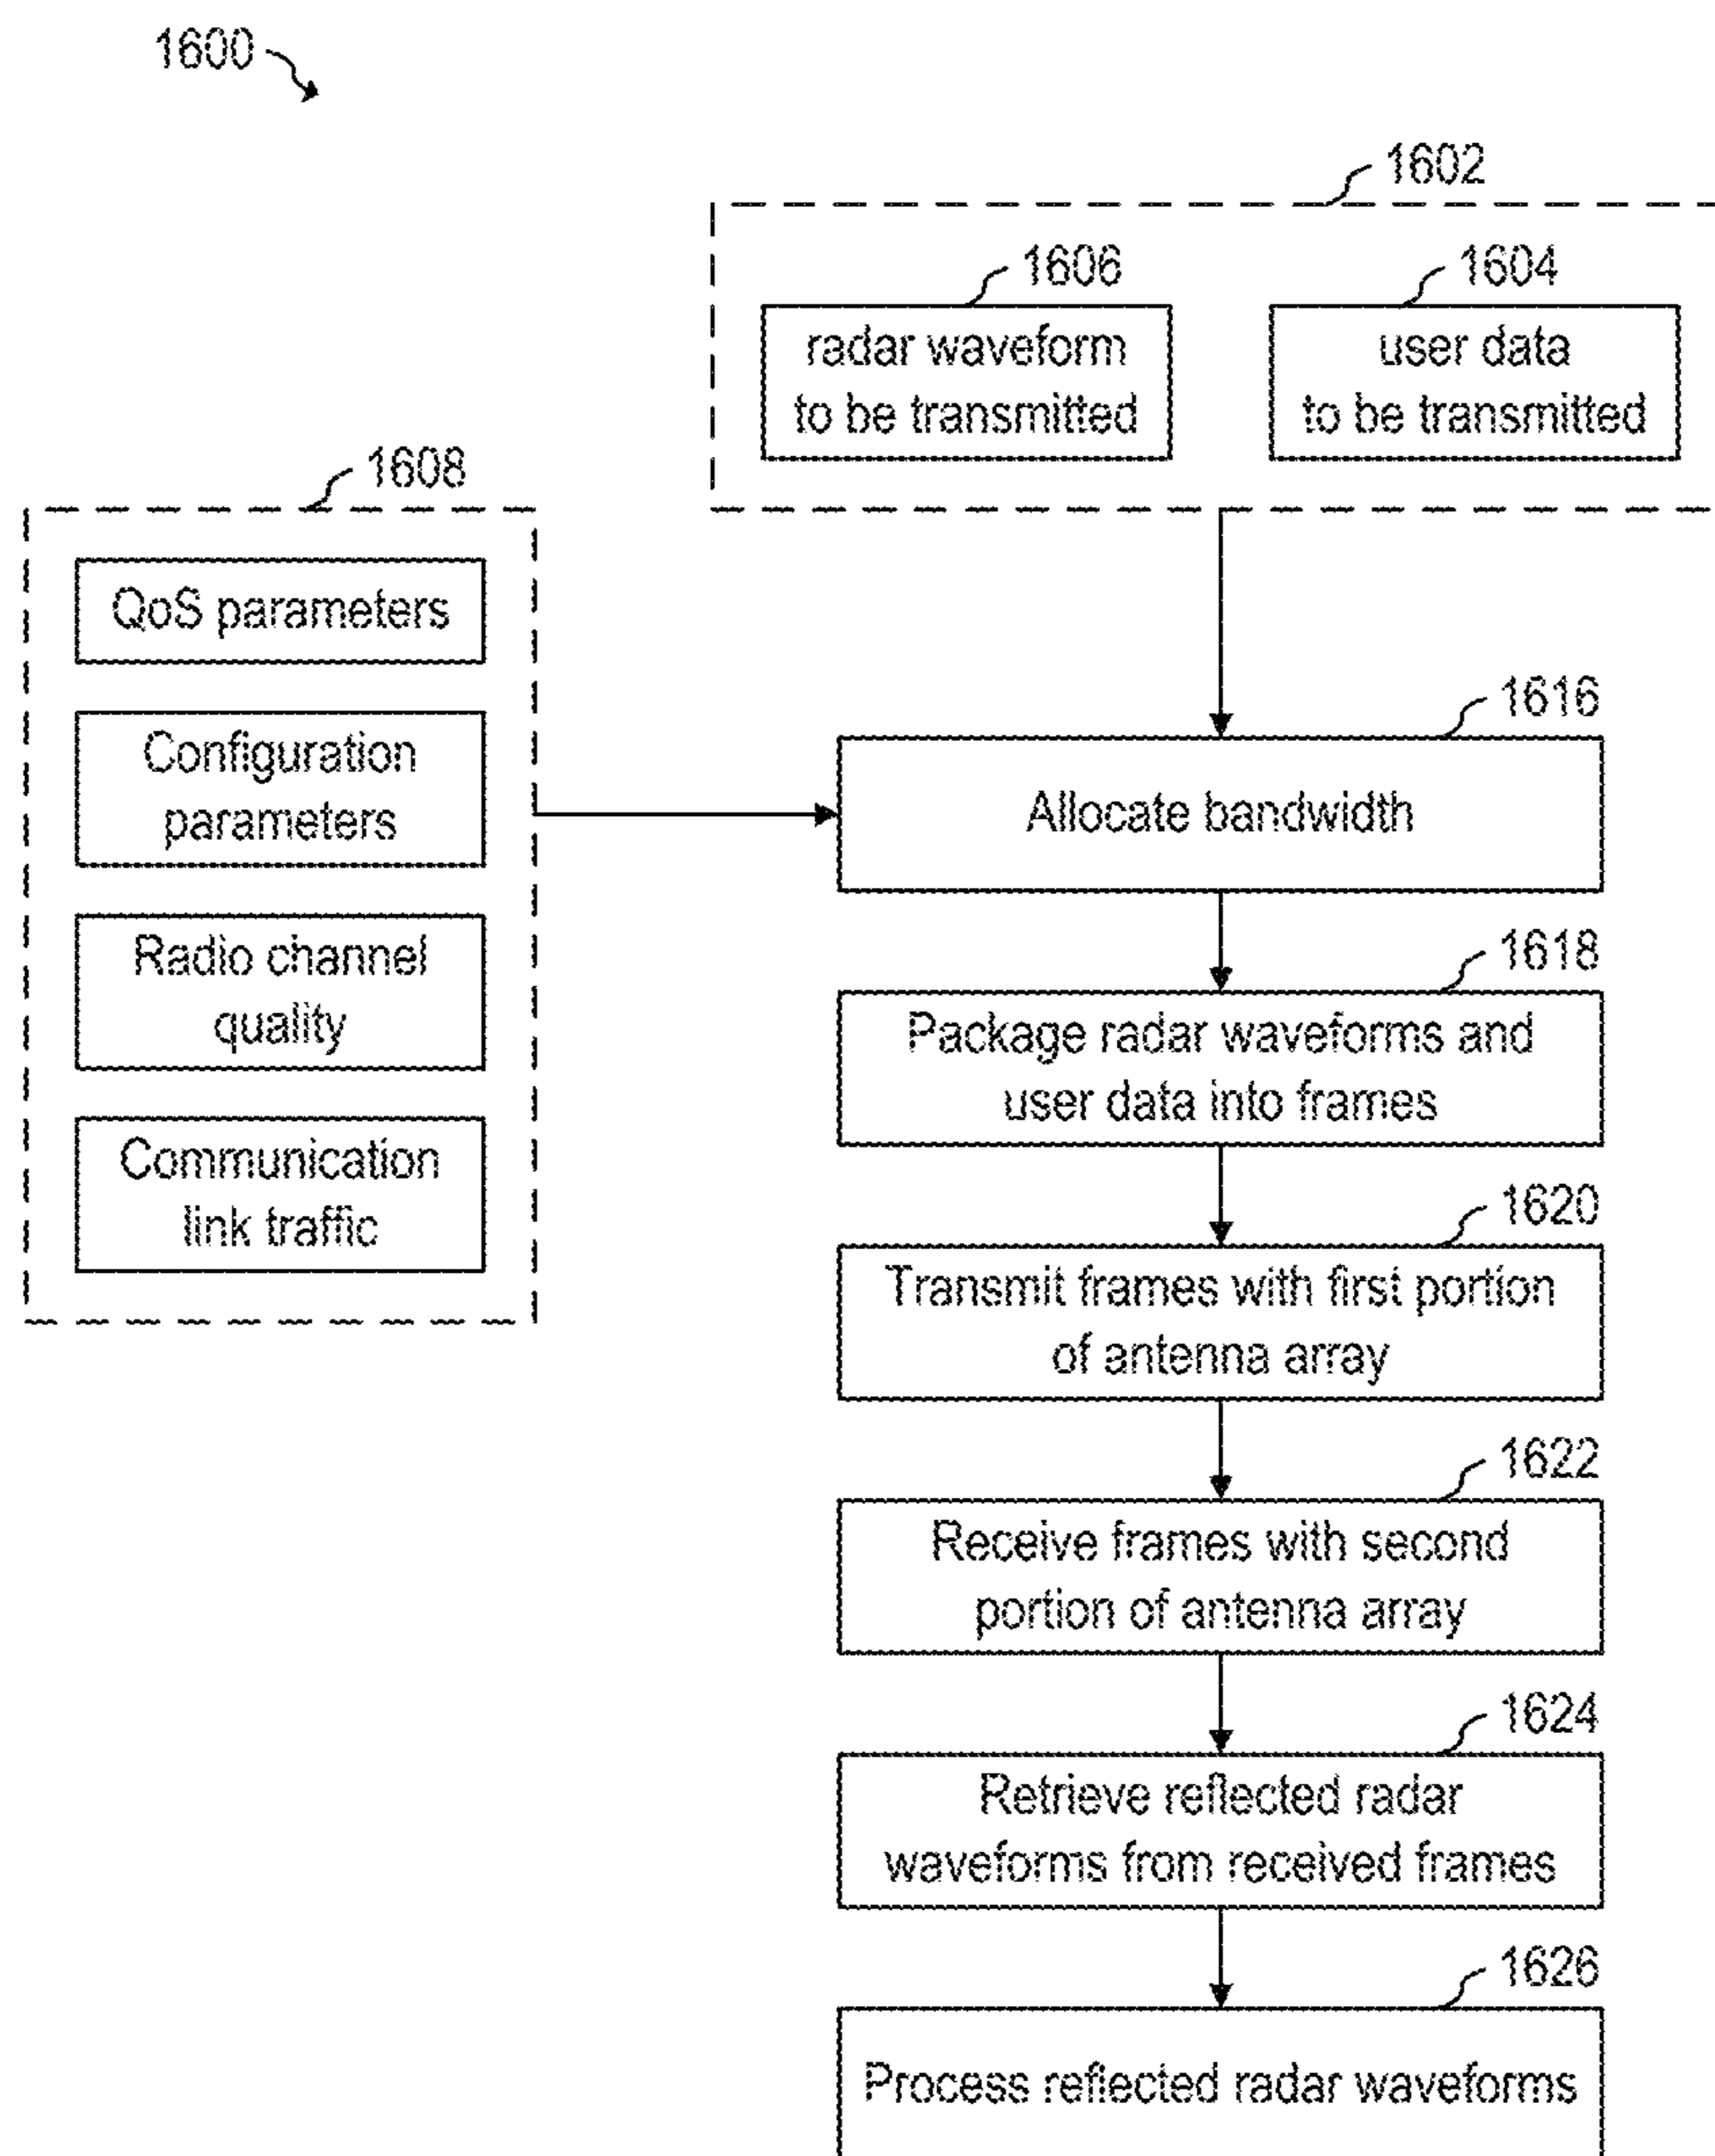 1600
1602
1606
1604
radar waveform
to be transmitted
user data
to be transmitted
1608
QoS parameters
Configuration
parameters
Radio channel
quality
Communication
link traffic
1616
Allocate bandwidth
1618
Package radar waveforms and
user data into frames
1620
Transmit frames with first portion
of antenna array
1622
Receive frames with second
portion of antenna array
1624
Retrieve reflected radar
waveforms from received frames
1626
Process reflected radar waveforms